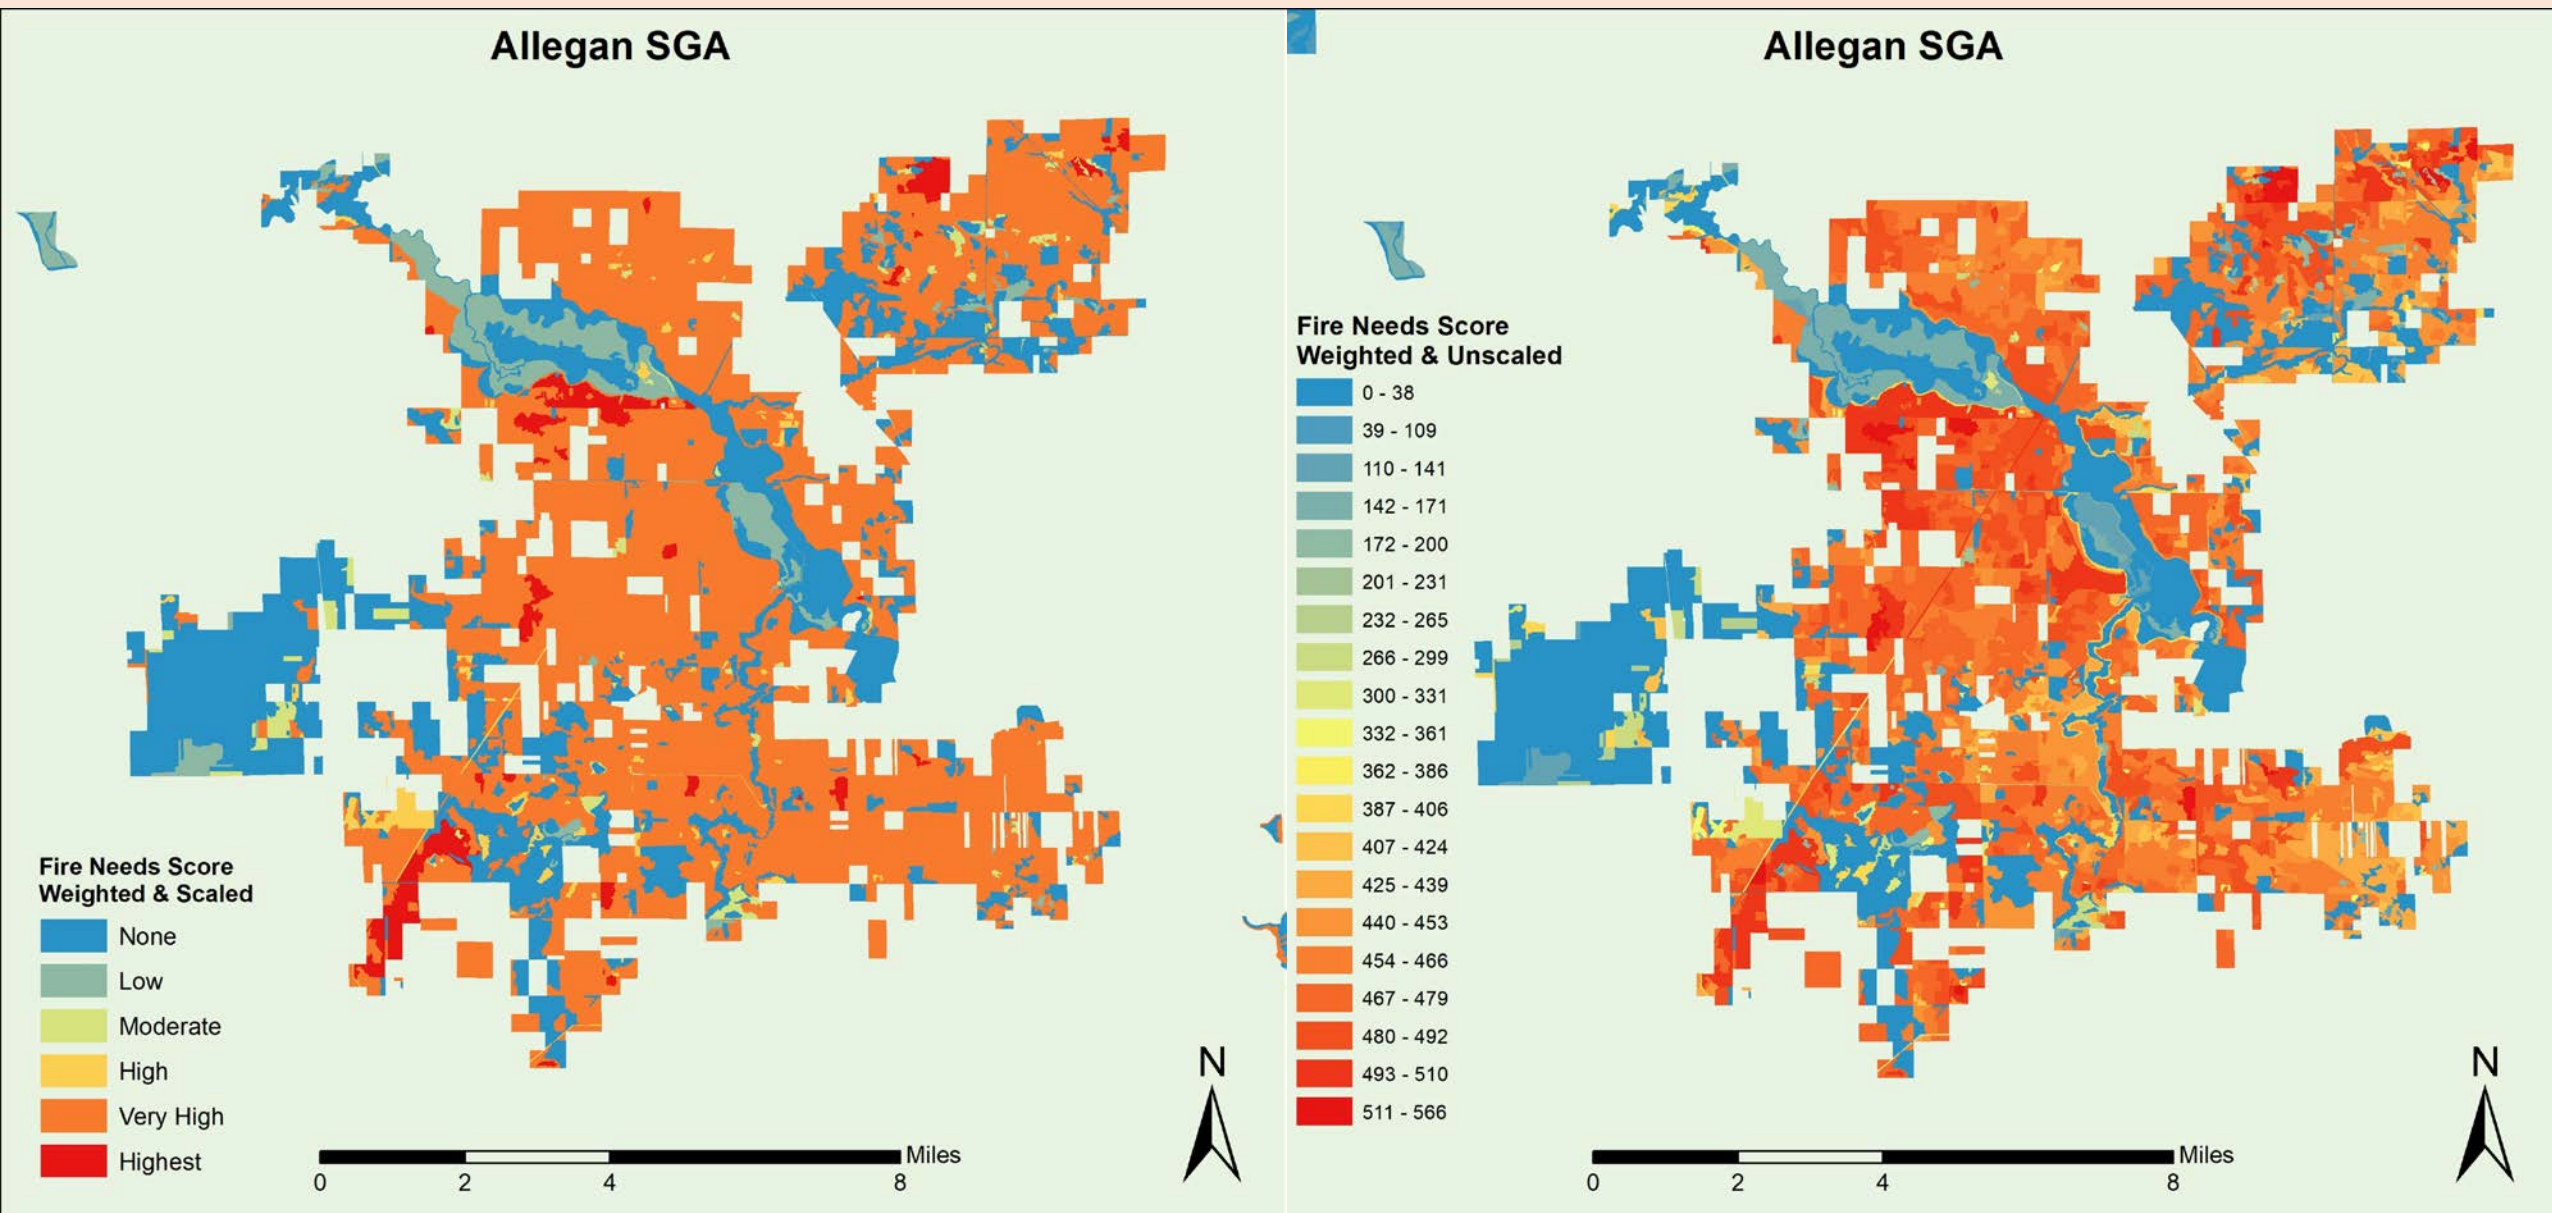 Allegan SGA
Fire Needs Score
Weighted & Scaled
None
Low
Moderate
High
Very High
Highest
0 2 4 8 Miles
N
Allegan SGA
Fire Needs Score
Weighted & Unscaled
0 - 38
39 - 109
110 - 141
142 - 171
172 - 200
201 - 231
232 - 265
266 - 299
300 - 331
332 - 361
362 - 386
387 - 406
407 - 424
425 - 439
440 - 453
454 - 466
467 - 479
480 - 492
493 - 510
511 - 566
0 2 4 8 Miles
N